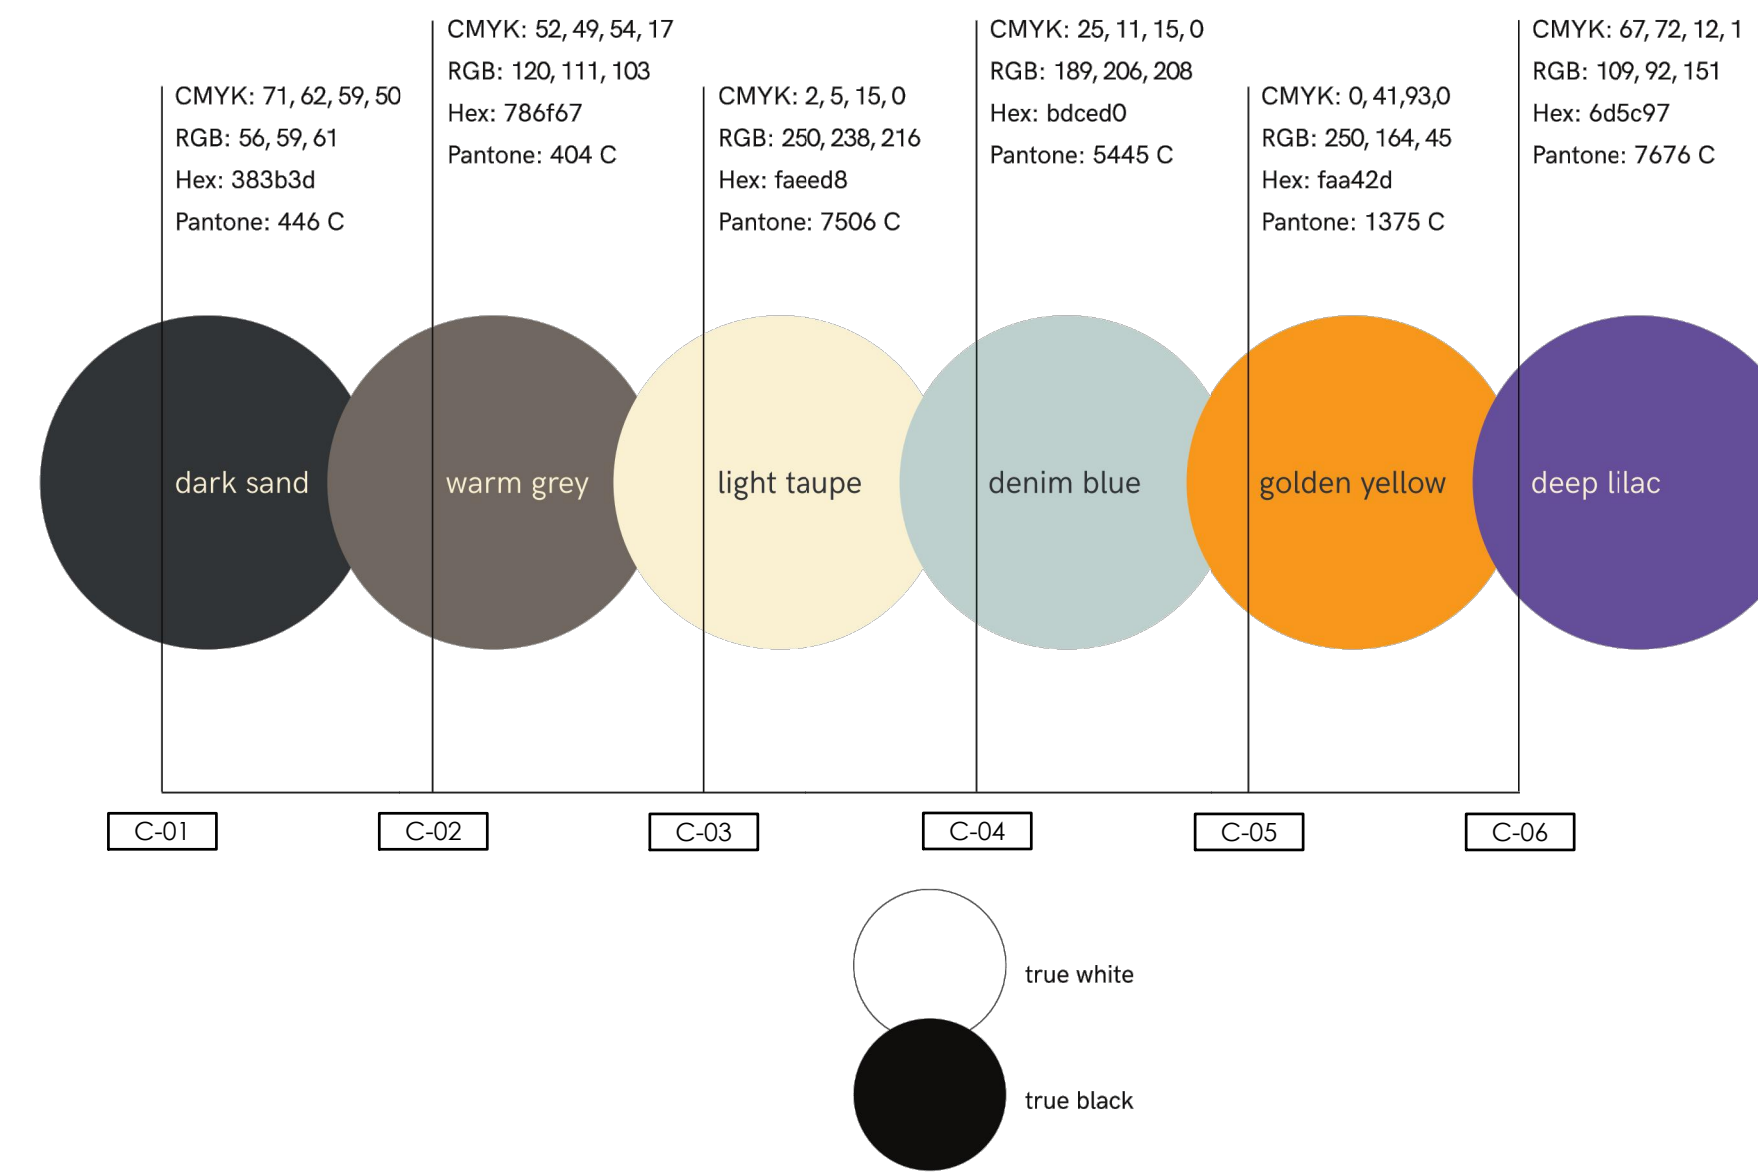 CMYK: 71, 62, 59, 50
RGB: 56, 59, 61
Hex: 383b3d
Pantone: 446 C
CMYK: 52, 49, 54, 17
RGB: 120, 111, 103
Hex: 786f67
Pantone: 404 C
CMYK: 2, 5, 15, 0
RGB: 250, 238, 216
Hex: faeed8
Pantone: 7506 C
CMYK: 25, 11, 15, 0
RGB: 189, 206, 208
Hex: bdced0
Pantone: 5445 C
CMYK: 0, 41,93,0
RGB: 250, 164, 45
Hex: faa42d
Pantone: 1375 C
CMYK: 67, 72, 12, 1
RGB: 109, 92, 151
Hex: 6d5c97
Pantone: 7676 C
dark sand
warm grey
light taupe
denim blue
golden yellow
deep lilac
C-01
C-02
C-03
C-04
C-05
C-06
true white
true black